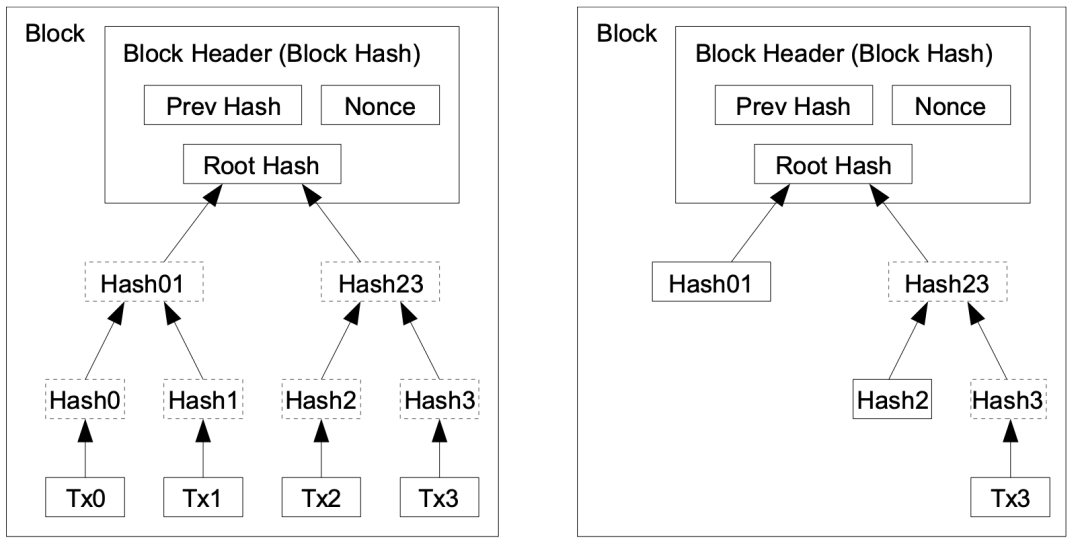 Block
Block Header (Block Hash)
Prev Hash
Nonce
Root Hash
Hash01
Hash23
Hash0
Hash1
Hash2
Hash3
Tx0
Tx1
Tx2
Tx3
Block
Block Header (Block Hash)
Prev Hash
Nonce
Root Hash
Hash01
Hash23
Hash2
Hash3
Tx3